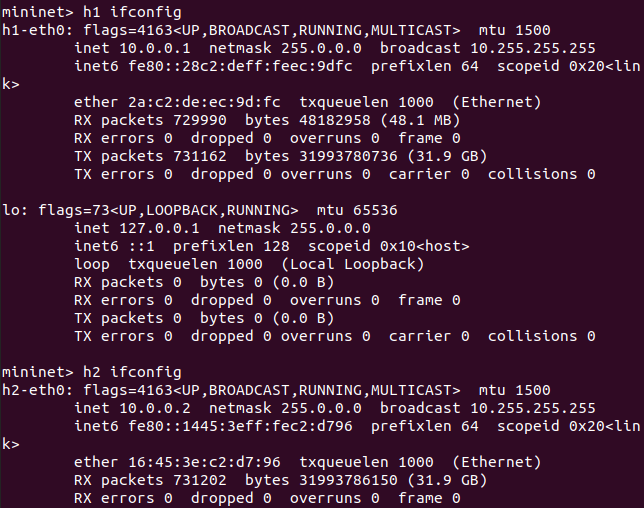 mininet> h1 ifconfig
h1-eth0: flags=4163<UP,BROADCAST,RUNNING,MULTICAST>  mtu 1500
        inet 10.0.0.1  netmask 255.0.0.0  broadcast 10.255.255.255
        inet6 fe80::28c2:deff:feec:9dfc  prefixlen 64  scopeid 0x20<lin
k>
        ether 2a:c2:de:ec:9d:fc  txqueuelen 1000  (Ethernet)
        RX packets 729990  bytes 48182958 (48.1 MB)
        RX errors 0  dropped 0  overruns 0  frame 0
        TX packets 731162  bytes 31993780736 (31.9 GB)
        TX errors 0  dropped 0 overruns 0  carrier 0  collisions 0
lo: flags=73<UP,LOOPBACK,RUNNING>  mtu 65536
        inet 127.0.0.1  netmask 255.0.0.0
        inet6 ::1  prefixlen 128  scopeid 0x10<host>
        loop  txqueuelen 1000  (Local Loopback)
        RX packets 0  bytes 0 (0.0 B)
        RX errors 0  dropped 0  overruns 0  frame 0
        TX packets 0  bytes 0 (0.0 B)
        TX errors 0  dropped 0 overruns 0  carrier 0  collisions 0
mininet> h2 ifconfig
h2-eth0: flags=4163<UP,BROADCAST,RUNNING,MULTICAST>  mtu 1500
        inet 10.0.0.2  netmask 255.0.0.0  broadcast 10.255.255.255
        inet6 fe80::1445:3eff:fec2:d796  prefixlen 64  scopeid 0x20<lin
k>
        ether 16:45:3e:c2:d7:96  txqueuelen 1000  (Ethernet)
        RX packets 731202  bytes 31993786150 (31.9 GB)
        RX errors 0  dropped 0  overruns 0  frame 0